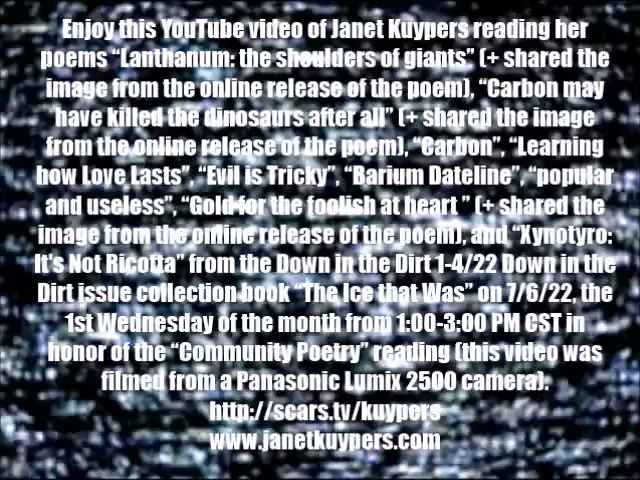 Enjoy this YouTube video of Janet Kuypers reading her
poems “Lanthanum: the shoulders of giants” (+ shared the
image from the online release of the poem), “Carbon may
have killed the dinosaurs after all” (+ shared the image
from the online release of the poem), “Carbon”, “Learning
how Love Lasts”, “Evil is Tricky”, “Barium Dateline”, “popular
and useless”, “Gold for the foolish at heart ” (+ shared the
image from the online release of the poem), and “Xynotyro:
It's Not Ricotta” from the Down in the Dirt 1-4/22 Down in the
Dirt issue collection book “The Ice that Was” on 7/6/22, the
1st Wednesday of the month from 1:00-3:00 PM CST in
honor of the “Community Poetry” reading (this video was
filmed from a Panasonic Lumix 2500 camera).
http://scars.tv/kuypers
www.janetkuypers.com